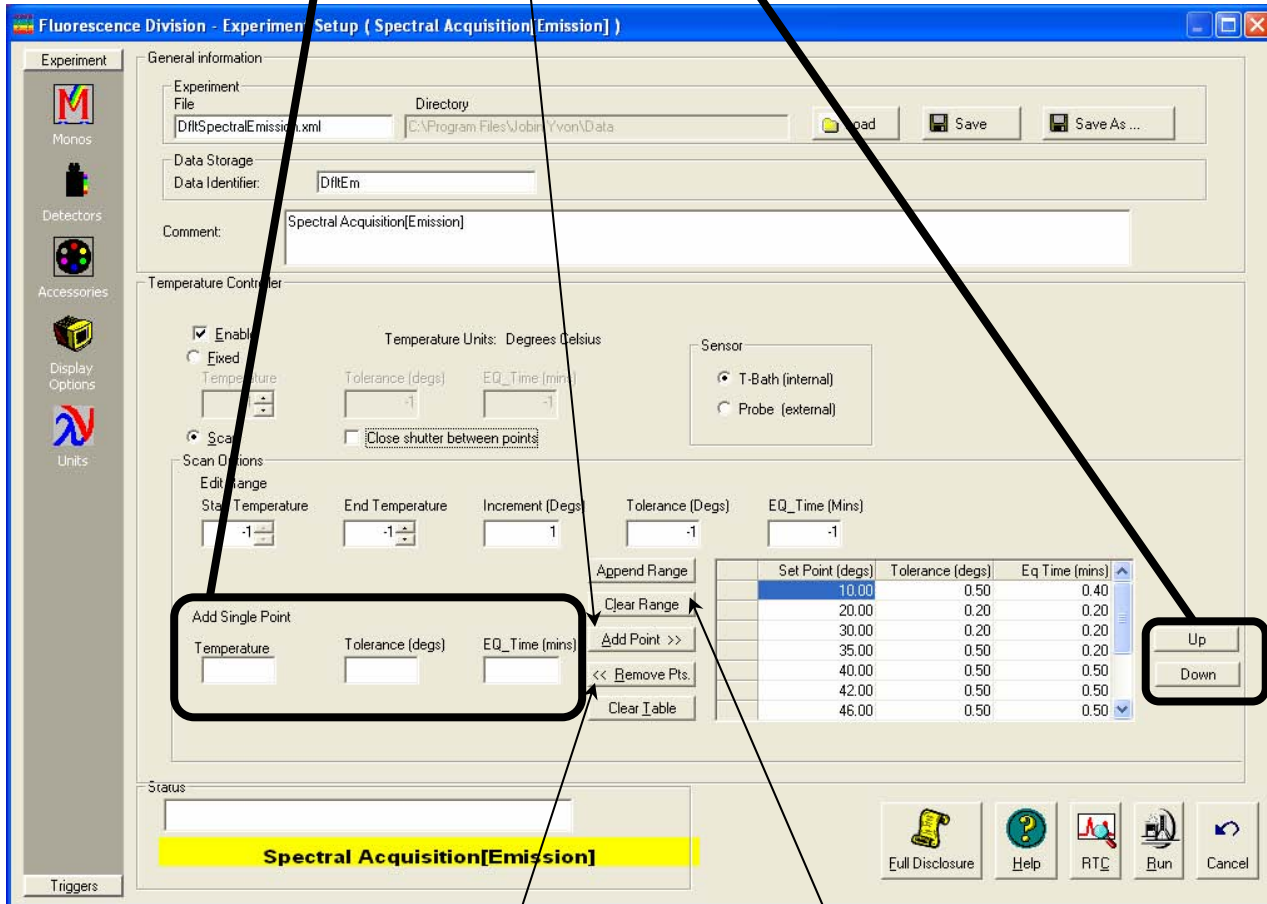 Fluorescence Division - Experiment Setup ( Spectral Acquisition[Emission] )
Experiment
Monos
Detectors
Accessories
Display
Options
Units
Triggers
General information
Experiment
File
Directory
DfltSpectralEmission.xml
C:\Program Files\Jobin Yvon\Data
Load
Save
Save As ...
Data Storage
Data Identifier:
DfltEm
Comment:
Spectral Acquisition[Emission]
Temperature Controller
Enable
Temperature Units: Degrees Celsius
Fixed
Temperature
Tolerance (degs)
EQ_Time (mins)
-1
-1
Sensor
T-Bath (internal)
Probe (external)
Scan
Close shutter between points
Scan Options
Edit Range
Start Temperature
End Temperature
Increment (Degs)
Tolerance (Degs)
EQ_Time (Mins)
-1
-1
1
-1
-1
Add Single Point
Temperature
Tolerance (degs)
EQ_Time (mins)
Append Range
Clear Range
Add Point >>
<< Remove Pts.
Clear Table
Set Point (degs) Tolerance (degs) Eq Time (mins)
10.00 0.50 0.40
20.00 0.20 0.20
30.00 0.20 0.20
35.00 0.50 0.20
40.00 0.50 0.50
42.00 0.50 0.50
46.00 0.50 0.50
Up
Down
Status
Spectral Acquisition[Emission]
Full Disclosure
Help
RTC
Run
Cancel